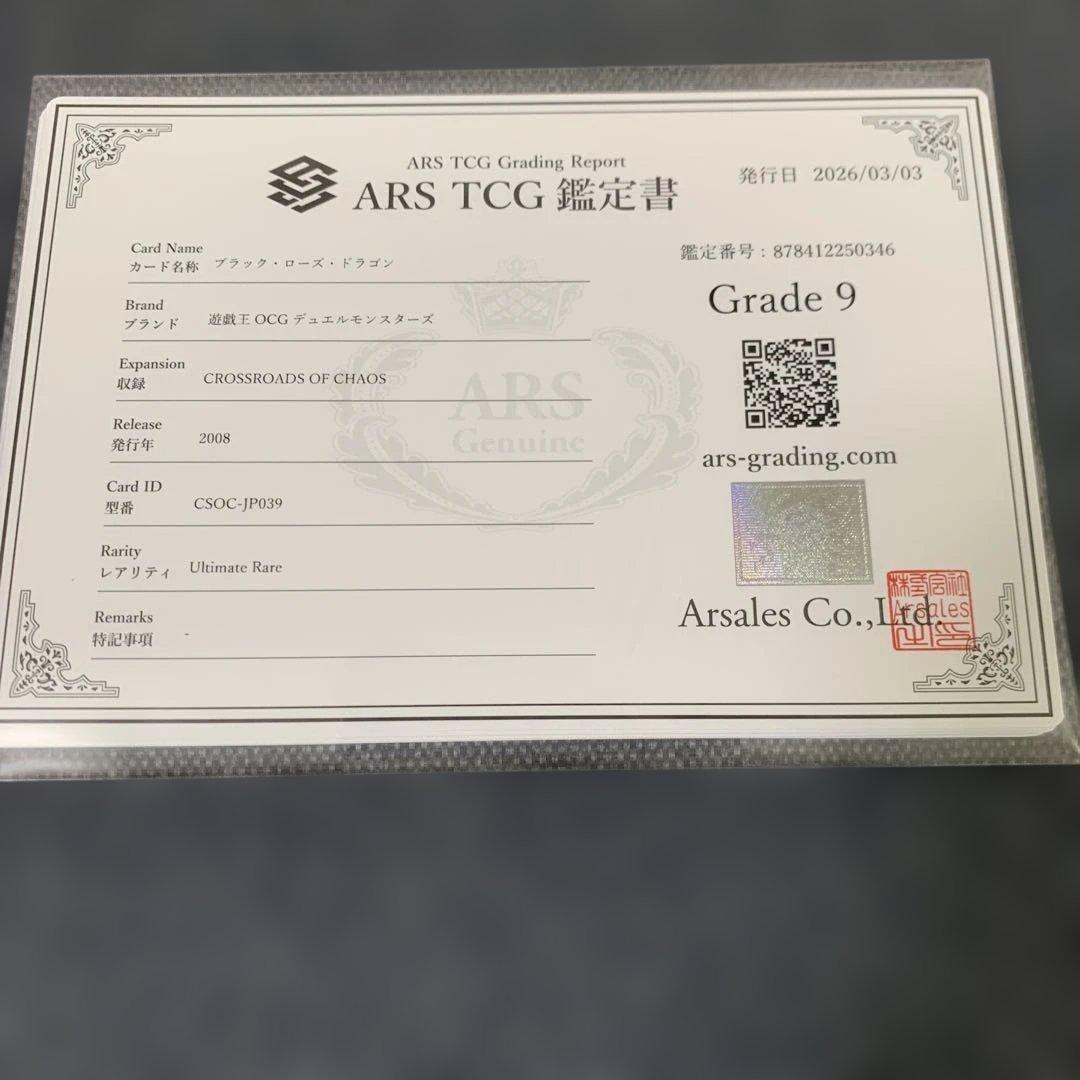 ARS TCG Grading Report
ARS TCG 鑑定書
発行日 2026/03/03
Card Name
カード名称 ブラック・ローズ・ドラゴン
Brand
ブランド 遊戯王 OCG デュエルモンスターズ
Expansion
収録 CROSSROADS OF CHAOS
Release
発行年 2008
Card ID
型番 CSOC-JP039
Rarity
レアリティ Ultimate Rare
Remarks
特記事項 -
鑑定番号 : 878412250346
Grade 9
ars-grading.com
Arsales Co.,Ltd.
株式会社
Arsales
ARS
Genuine